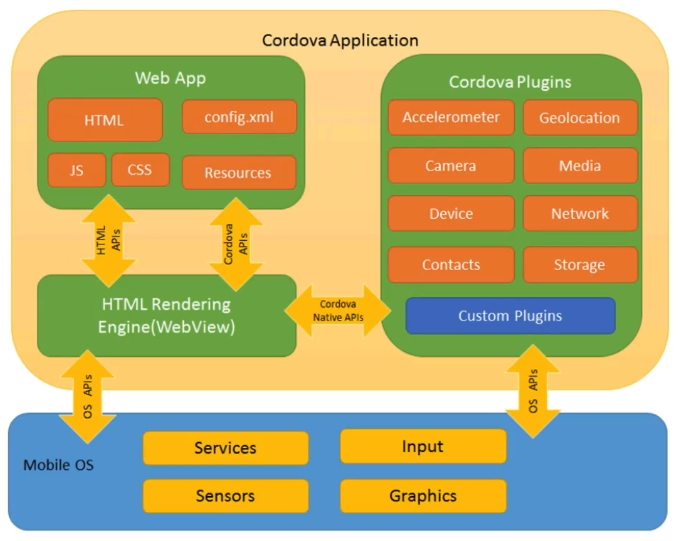 Cordova Application
Web App
HTML
config.xml
JS
CSS
Resources
Cordova Plugins
Accelerometer
Geolocation
Camera
Media
Device
Network
Contacts
Storage
Custom Plugins
HTML
APIs
Cordova
APIs
HTML Rendering
Engine(WebView)
Cordova
Native APIs
OS APIs
OS APIs
Mobile OS
Services
Input
Sensors
Graphics